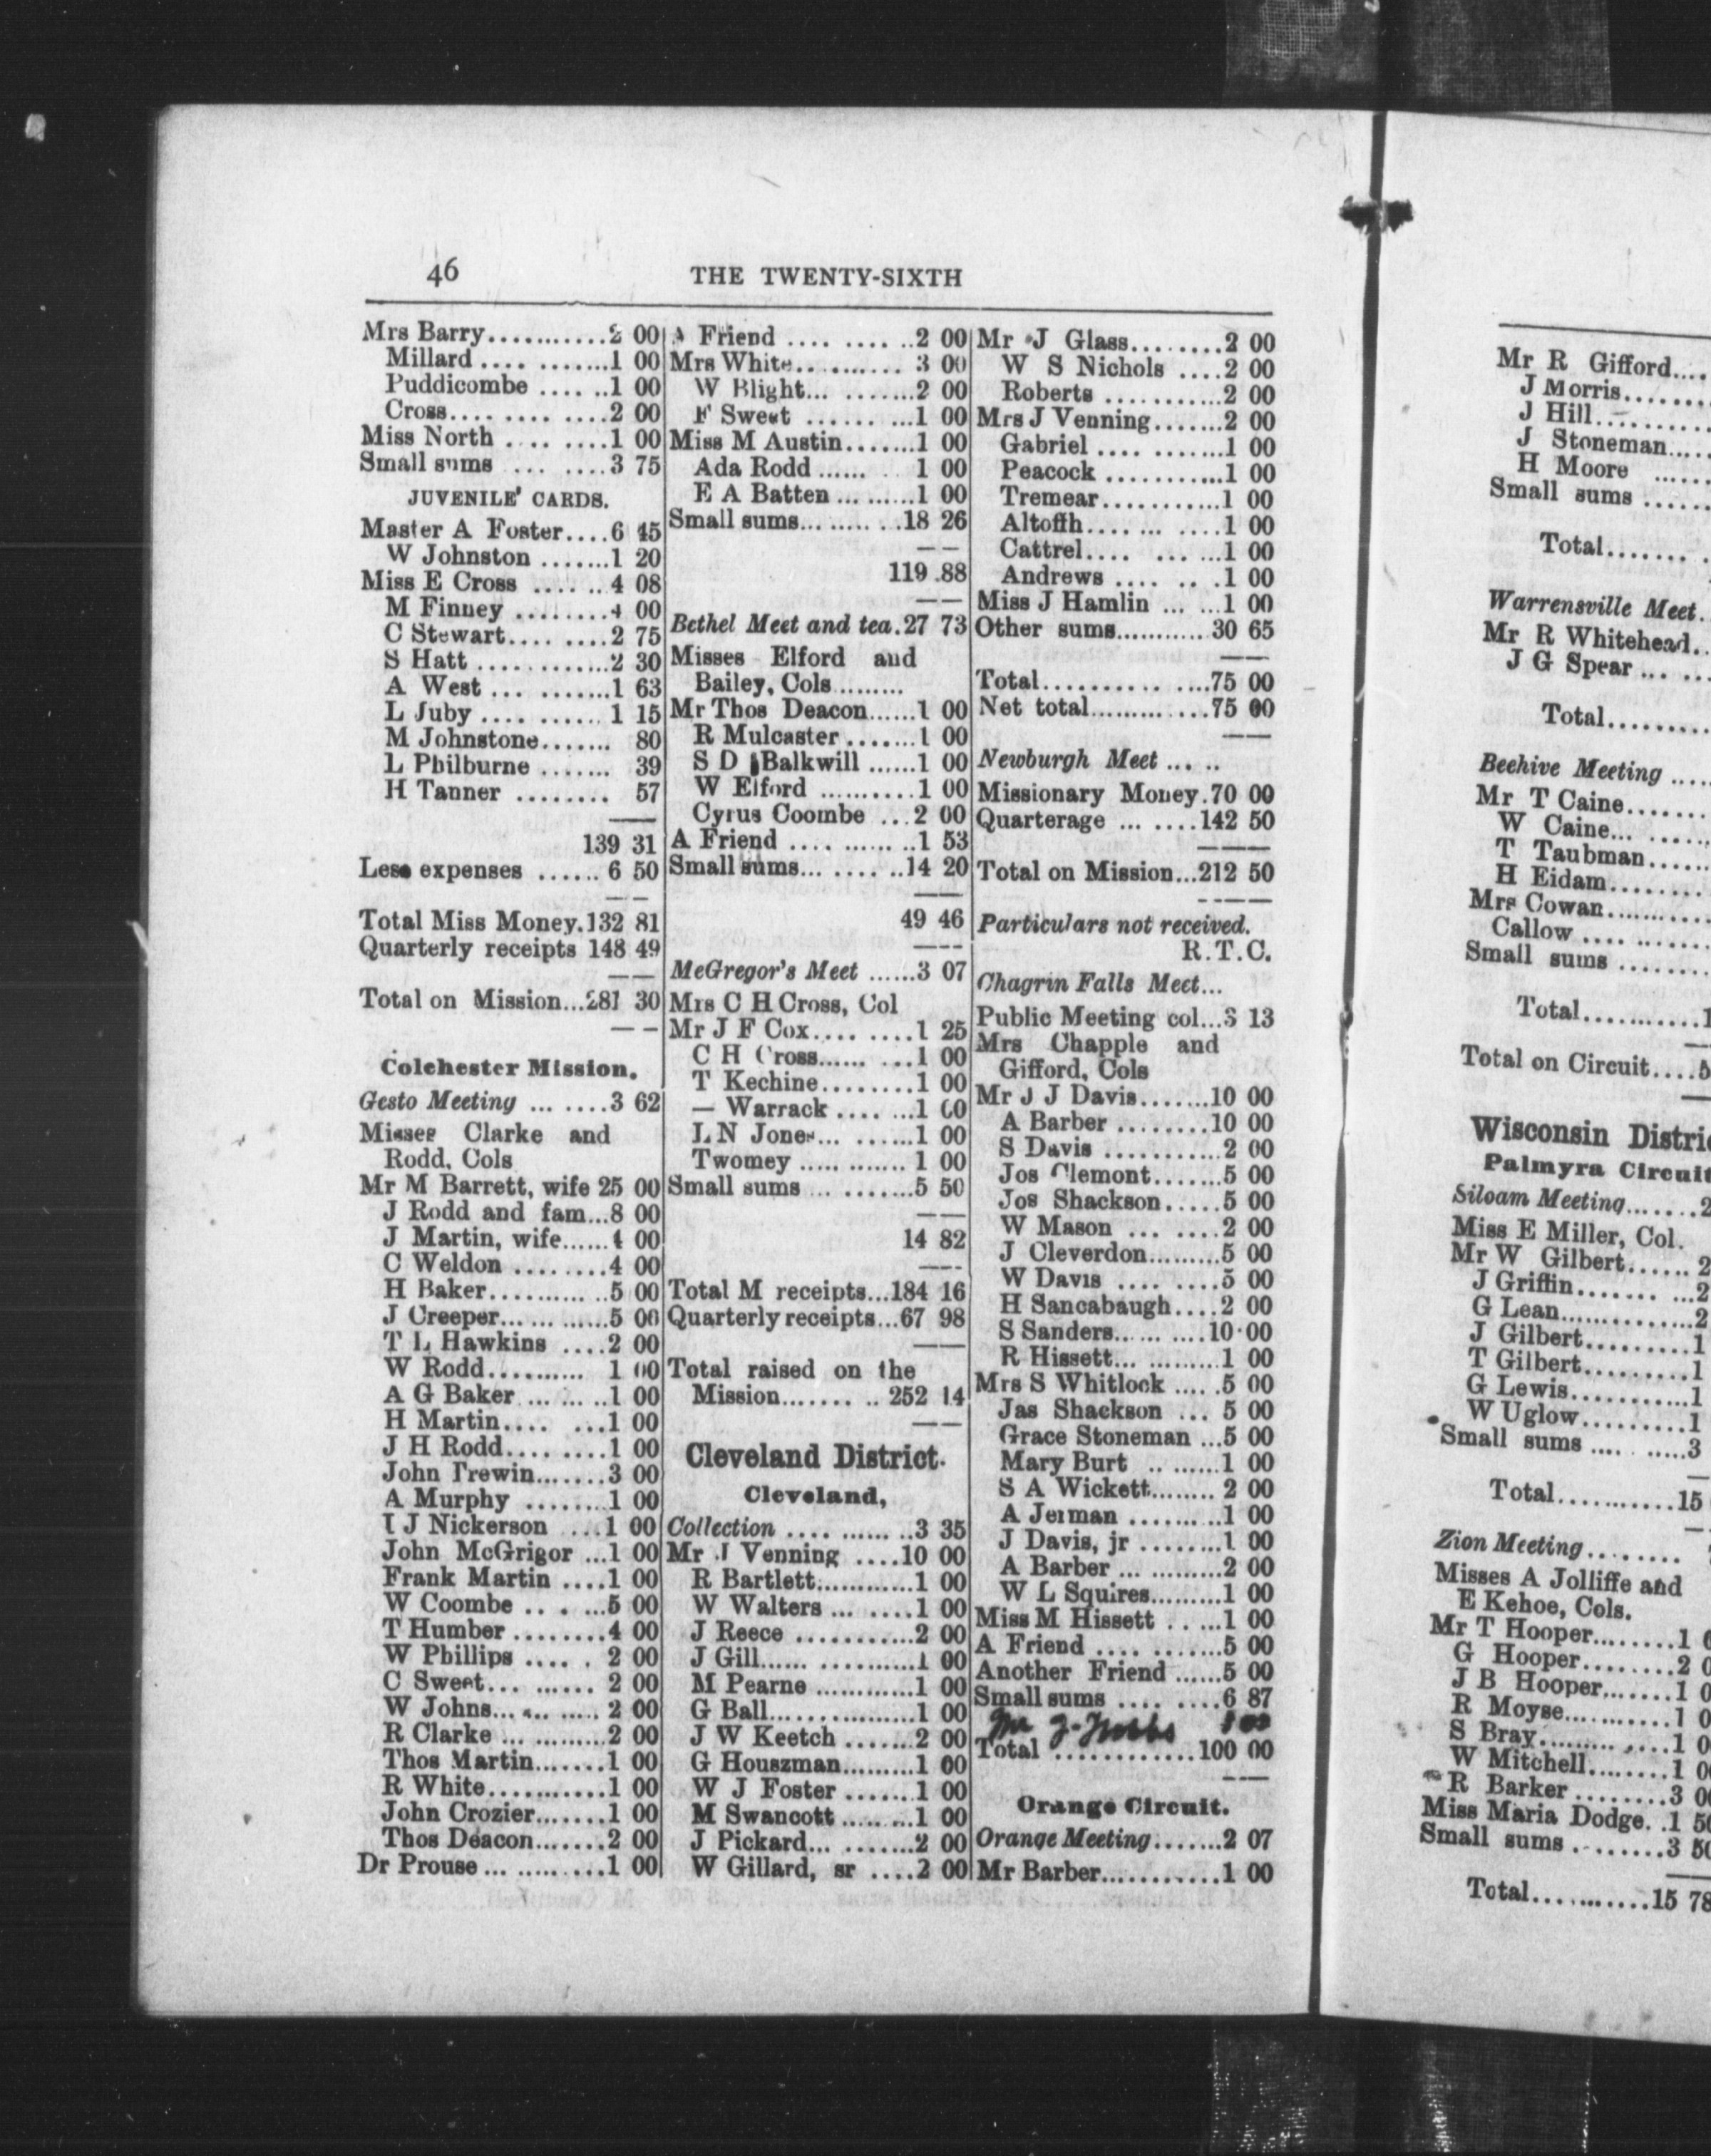 46
THE TWENTY-SIXTH
Mrs Barry...........2 00
Millard .... .......1 00
Puddicombe .... ..1 00
Cross.... .... ....2 00
Miss North .... ....1 00
Small sums ... ....3 75
JUVENILE' CARDS.
Master A Foster....6 45
W Johnston .......1 20
Miss E Cross .... ..4 08
M Finney .........4 00
C Stewart.... ....2 75
S Hatt ............2 30
A West ... .......1 63
L Juby .... ...... 1 15
M Johnstone....... 80
L Philburne ....... 39
H Tanner ........ 57
139 31
Less expenses ...... 6 50
Total Miss Money.132 81
Quarterly receipts 148 49
Total on Mission...281 30
Colchester Mission.
Gesto Meeting ... ....3 62
Misses Clarke and
Rodd, Cols
Mr M Barrett, wife 25 00
J Rodd and fam...8 00
J Martin, wife......4 00
C Weldon .........4 00
H Baker.......... ..5 00
J Creeper... ... ......5 00
T L Hawkins ....2 00
W Rodd.......... 1 00
A G Baker ... ... ..1 00
H Martin.... ...1 00
J H Rodd.... .....1 00
John Trewin.......3 00
A Murphy ........1 00
I J Nickerson ....1 00
John McGrigor ...1 00
Frank Martin ....1 00
W Coombe .. . ...5 00
T Humber ........4 00
W Phillips .... . 2 00
C Sweet... ...... 2 00
W Johns... ... ..... 2 00
R Clarke ... ..........2 00
Thos Martin.......1 00
R White...........1 00
John Crozier.......1 00
Thos Deacon.......2 00
Dr Prouse ... ..... ...1 00
A Friend .... .... ..2 00
Mrs White.. ........ 3 00
W Blight... .......2 00
F Sweet ...... ...1 00
Miss M Austin.......1 00
Ada Rodd ...... . 1 00
E A Batten ... ......1 00
Small sums... ..... ..18 26
119 .88
Bethel Meet and tea.27 73
Misses Elford and
Bailey, Cols.........
Mr Thos Deacon......1 00
R Mulcaster .......1 00
S D Balkwill ......1 00
W Elford ..........1 00
Cyrus Coombe ...2 00
A Friend .... ...... ..1 53
Small sums... .... ..14 20
49 46
McGregor's Meet ......3 07
Mrs C H Cross, Col
Mr J F Cox.... .....1 25
C H Cross...... ...1 00
T Kechine........1 00
— Warrack .... ...1 00
L N Jones... ......1 00
Twomey ..... ....... 1 00
Small sums ... .......5 50
14 82
Total M receipts...184 16
Quarterly receipts...67 98
Total raised on the
Mission....... .. 252 14
Cleveland District.
Cleveland,
Collection .... ...... ..3 35
Mr J Venning ....10 00
R Bartlett............1 00
W Walters ... ....1 00
J Reece ...........2 00
J Gill...... ..........1 00
M Pearne ............1 00
G Ball... ..............1 00
J W Keetch .......2 00
G Houszman.........1 00
W J Foster .......1 00
M Swancott ..... ...1 00
J Pickard... .......2 00
W Gillard, sr ....2 00
Mr J Glass........2 00
W S Nichols ....2 00
Roberts ...........2 00
Mrs J Venning.......2 00
Gabriel .... .......1 00
Peacock ...........1 00
Tremear...........1 00
Altoffh.... ... ....1 00
Cattrel.... ... ...1 00
Andrews .... .. .1 00
Miss J Hamlin ... ...1 00
Other sums........... 30 65
Total.......... .....75 00
Net total......... ....75 00
Newburgh Meet ... ..
Missionary Money.70 00
Quarterage ... ....142 50
Total on Mission...212 50
Particulars not received.
R.T.C.
Chagrin Falls Meet...
Public Meeting col...3 13
Mrs Chapple and
Gifford, Cols
Mr J J Davis.......10 00
A Barber ........10 00
S Davis ...........2 00
Jos Clemont.......5 00
Jos Shackson.....5 00
W Mason ... ....2 00
J Cleverdon.........5 00
W Davis .... ....5 00
H Sancabaugh....2 00
S Sanders... ... ....10 00
R Hissett... .........1 00
Mrs S Whitlock .... .5 00
Jas Shackson ... 5 00
Grace Stoneman ...5 00
Mary Burt .. ......1 00
S A Wickett........ 2 00
A Jerman ..........1 00
J Davis, jr ........1 00
A Barber ... .........2 00
W L Squires.........1 00
Miss M Hissett . . ...1 00
A Friend .... .......5 00
Another Friend ......5 00
Small sums .... .....6 87
Mr J. 1 00
Total ............100 00
Orange Circuit.
Orange Meeting.......2 07
Mr Barber............1 00
Mr R Gifford....
J Morris........
J Hill...........
J Stoneman.....
H Moore ......
Small sums ......
Total....... .
Warrensville Meet.
Mr R Whitehead..
J G Spear ... ...
Total.........
Beehive Meeting .....
Mr T Caine.......
W Caine... ......
T Taubman......
H Eidam........
Mrs Cowan..........
Callow .... .......
Small sums ........
Total...........1
Total on Circuit....5
Wisconsin Distri
Palmyra Circuit
Siloam Meeting.......2
Miss E Miller, Col.
Mr W Gilbert......2
J Griffin....... ...2
G Lean..............2
J Gilbert.........1
T Gilbert..........1
G Lewis............1
W Uglow..........1
Small sums .... .....3
Total...........15
Zion Meeting........
Misses A Jolliffe and
E Kehoe, Cols.
Mr T Hooper........1 0
G Hooper........2 0
J B Hooper.......1 0
R Moyse..........1 0
S Bray......... .....1 0
W Mitchell........1 00
R Barker ........3 00
Miss Maria Dodge. .1 50
Small sums .. ......3 50
Total.... ........15 78